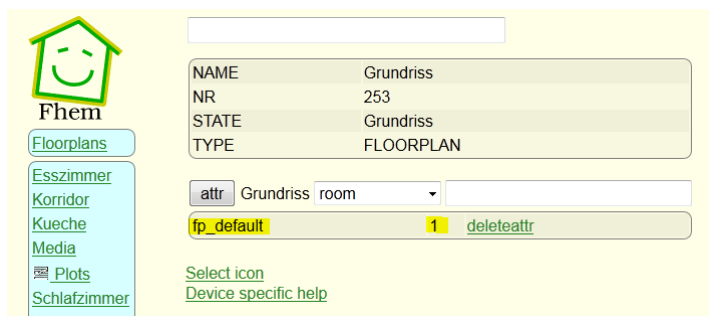 Fhem
Floorplans
Esszimmer
Korridor
Kueche
Media
Plots
Schlafzimmer
NAME Grundriss
NR 253
STATE Grundriss
TYPE FLOORPLAN
attr Grundriss room
fp_default 1 deleteattr
Select icon
Device specific help